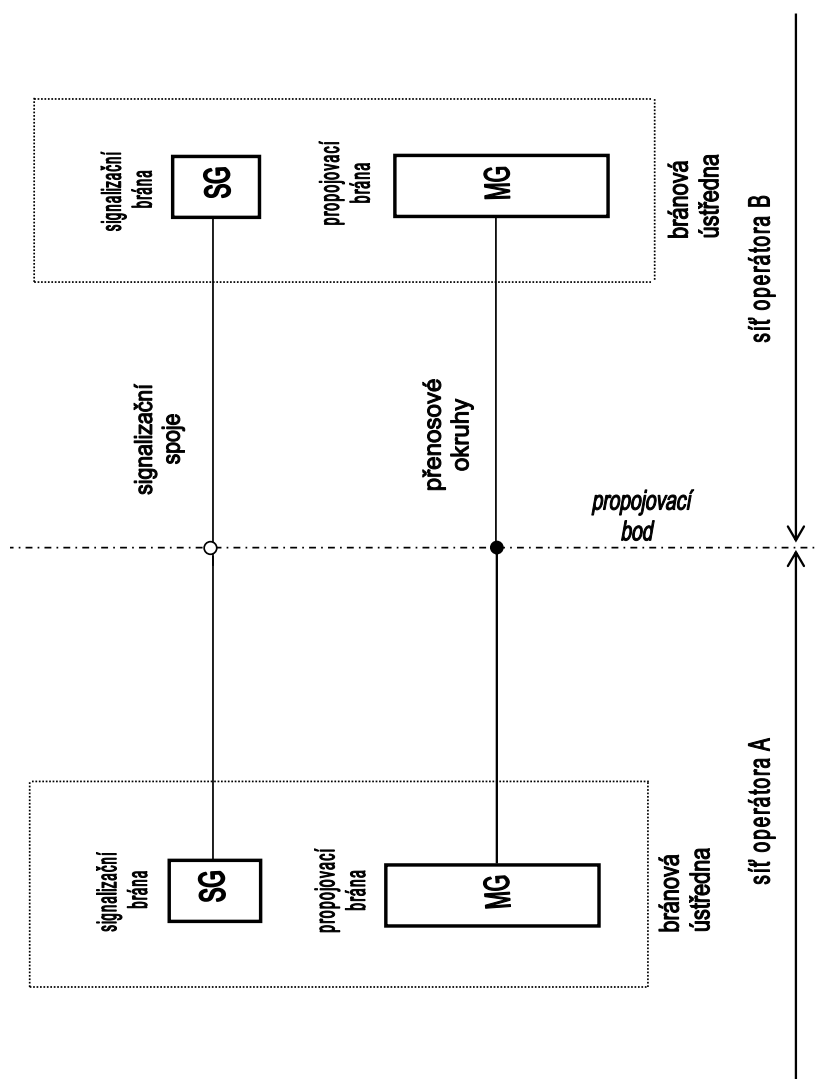 signalizační
brána
SG
signalizační
spoje
signalizační
brána
SG
propojovací
brána
MG
přenosové
okruhy
propojovací
brána
MG
propojovací
bod
bránová
ústředna
bránová
ústředna
síť operátora A
síť operátora B